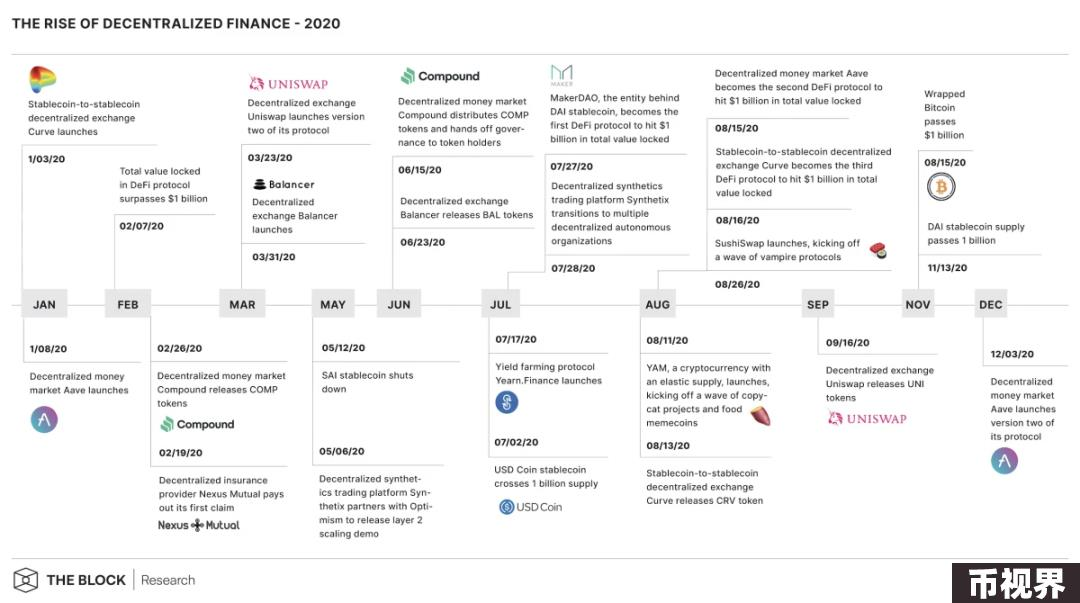 THE RISE OF DECENTRALIZED FINANCE - 2020
Stablecoin-to-stablecoin
decentralized exchange
Curve launches
1/03/20
Total value locked
in DeFi protocol
surpasses $1 billion
02/07/20
UNISWAP
Decentralized exchange
Uniswap launches version
two of its protocol
03/23/20
Balancer
Decentralized
exchange Balancer
launches
03/31/20
Compound
Decentralized money market
Compound distributes COMP
tokens and hands off gover-
nance to token holders
06/15/20
Decentralized exchange
Balancer releases BAL tokens
06/23/20
MAKER
MakerDAO, the entity behind
DAI stablecoin, becomes the
first DeFi protocol to hit $1
billion in total value locked
07/27/20
Decentralized synthetics
trading platform Synthetix
transitions to multiple
decentralized autonomous
organizations
07/28/20
Decentralized money market Aave
becomes the second DeFi protocol to
hit $1 billion in total value locked
08/15/20
Stablecoin-to-stablecoin decentralized
exchange Curve becomes the third
DeFi protocol to hit $1 billion in total
value locked
08/16/20
SushiSwap launches, kicking off
a wave of vampire protocols
08/26/20
Wrapped
Bitcoin
passes
$1 billion
08/15/20
DAI stablecoin supply
passes 1 billion
11/13/20
JAN FEB MAR MAY JUN JUL AUG SEP NOV DEC
1/08/20
Decentralized money
market Aave launches
02/26/20
Decentralized money market
Compound releases COMP
tokens
Compound
02/19/20
Decentralized insurance
provider Nexus Mutual pays
out its first claim
Nexus Mutual
05/12/20
SAI stablecoin shuts
down
05/06/20
Decentralized synthet-
ics trading platform Syn-
thetix partners with Opti-
mism to release layer 2
scaling demo
07/17/20
Yield farming protocol
Yearn.Finance launches
07/02/20
USD Coin stablecoin
crosses 1 billion supply
USD Coin
08/11/20
YAM, a cryptocurrency with
an elastic supply, launches,
kicking off a wave of copy-
cat projects and food
memecoins
08/13/20
Stablecoin-to-stablecoin
decentralized exchange
Curve releases CRV token
09/16/20
Decentralized exchange
Uniswap releases UNI
tokens
UNISWAP
12/03/20
Decentralized
money market
Aave launches
version two of
its protocol
THE BLOCK Research
币视界